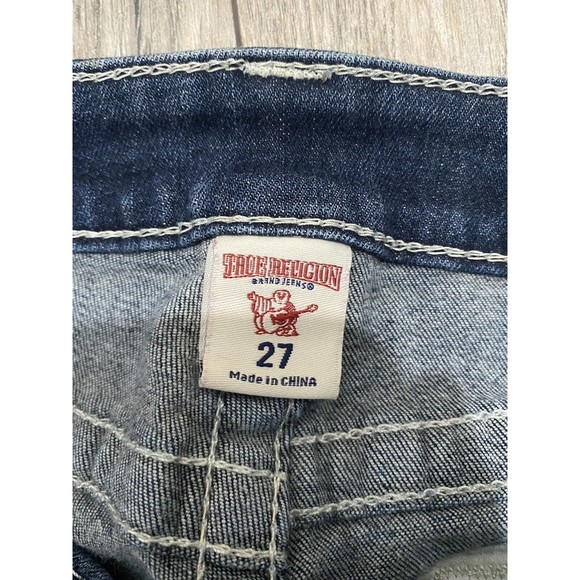 TRUE RELIGION
BRAND JEANS®
27
Made in CHINA